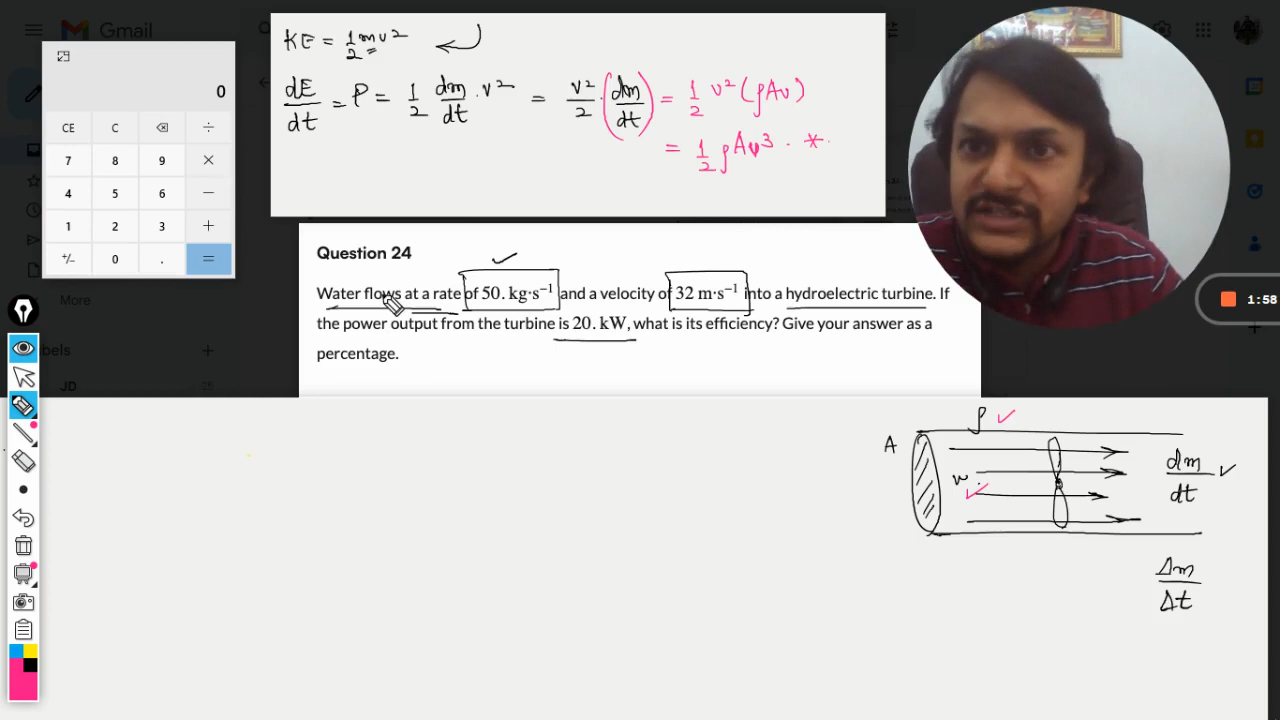 Gmail
KE = 1/2 mv²
dE/dt = P = 1/2 dm/dt . v² = v²/2 . (dm/dt) = 1/2 v² (ρAv)
= 1/2 ρAv³ . *.
0
CE C ÷
7 8 9 ×
4 5 6 −
1 2 3 +
+/− 0 . =
More
JD
Question 24
Water flows at a rate of 50. kg·s⁻¹ and a velocity of 32 m·s⁻¹ into a hydroelectric turbine. If
the power output from the turbine is 20. kW, what is its efficiency? Give your answer as a
percentage.
1:58
ρ
A
dm/dt
Δm/Δt